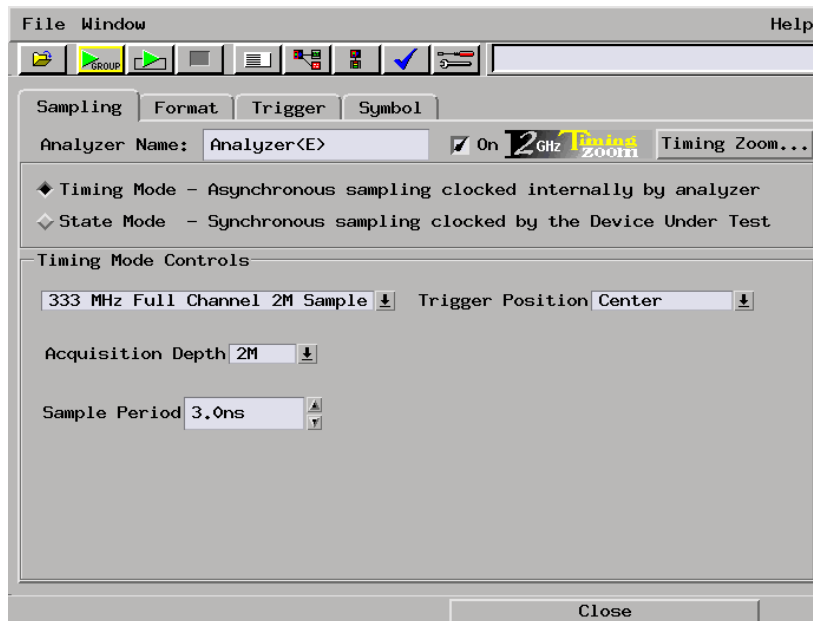 File Window Help
GROUP
Sampling Format Trigger Symbol
Analyzer Name: Analyzer<E> On 2 GHz Timing Zoom Timing Zoom...
Timing Mode - Asynchronous sampling clocked internally by analyzer
State Mode - Synchronous sampling clocked by the Device Under Test
Timing Mode Controls
333 MHz Full Channel 2M Sample Trigger Position Center
Acquisition Depth 2M
Sample Period 3.0ns
Close